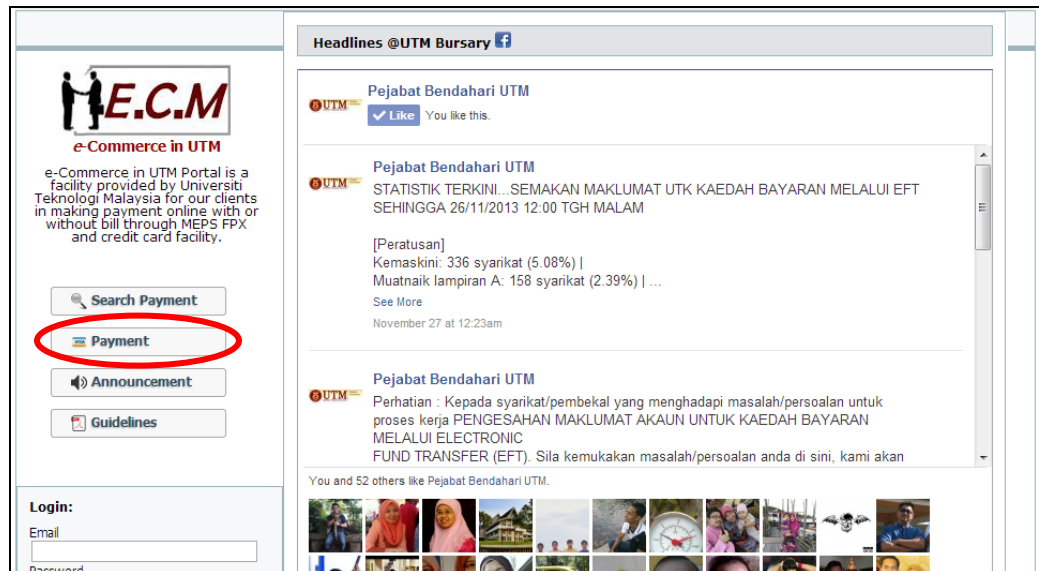 E.C.M
e-Commerce in UTM
e-Commerce in UTM Portal is a
facility provided by Universiti
Teknologi Malaysia for our clients
in making payment online with or
without bill through MEPS FPX
and credit card facility.
Search Payment
Payment
Announcement
Guidelines
Login:
Email
Password
Headlines @UTM Bursary
UTM
Pejabat Bendahari UTM
Like You like this.
UTM
Pejabat Bendahari UTM
STATISTIK TERKINI...SEMAKAN MAKLUMAT UTK KAEDAH BAYARAN MELALUI EFT
SEHINGGA 26/11/2013 12:00 TGH MALAM
[Peratusan]
Kemaskini: 336 syarikat (5.08%) |
Muatnaik lampiran A: 158 syarikat (2.39%) | ...
See More
November 27 at 12:23am
UTM
Pejabat Bendahari UTM
Perhatian : Kepada syarikat/pembekal yang menghadapi masalah/persoalan untuk
proses kerja PENGESAHAN MAKLUMAT AKAUN UNTUK KAEDAH BAYARAN
MELALUI ELECTRONIC
FUND TRANSFER (EFT). Sila kemukakan masalah/persoalan anda di sini, kami akan
You and 52 others like Pejabat Bendahari UTM.